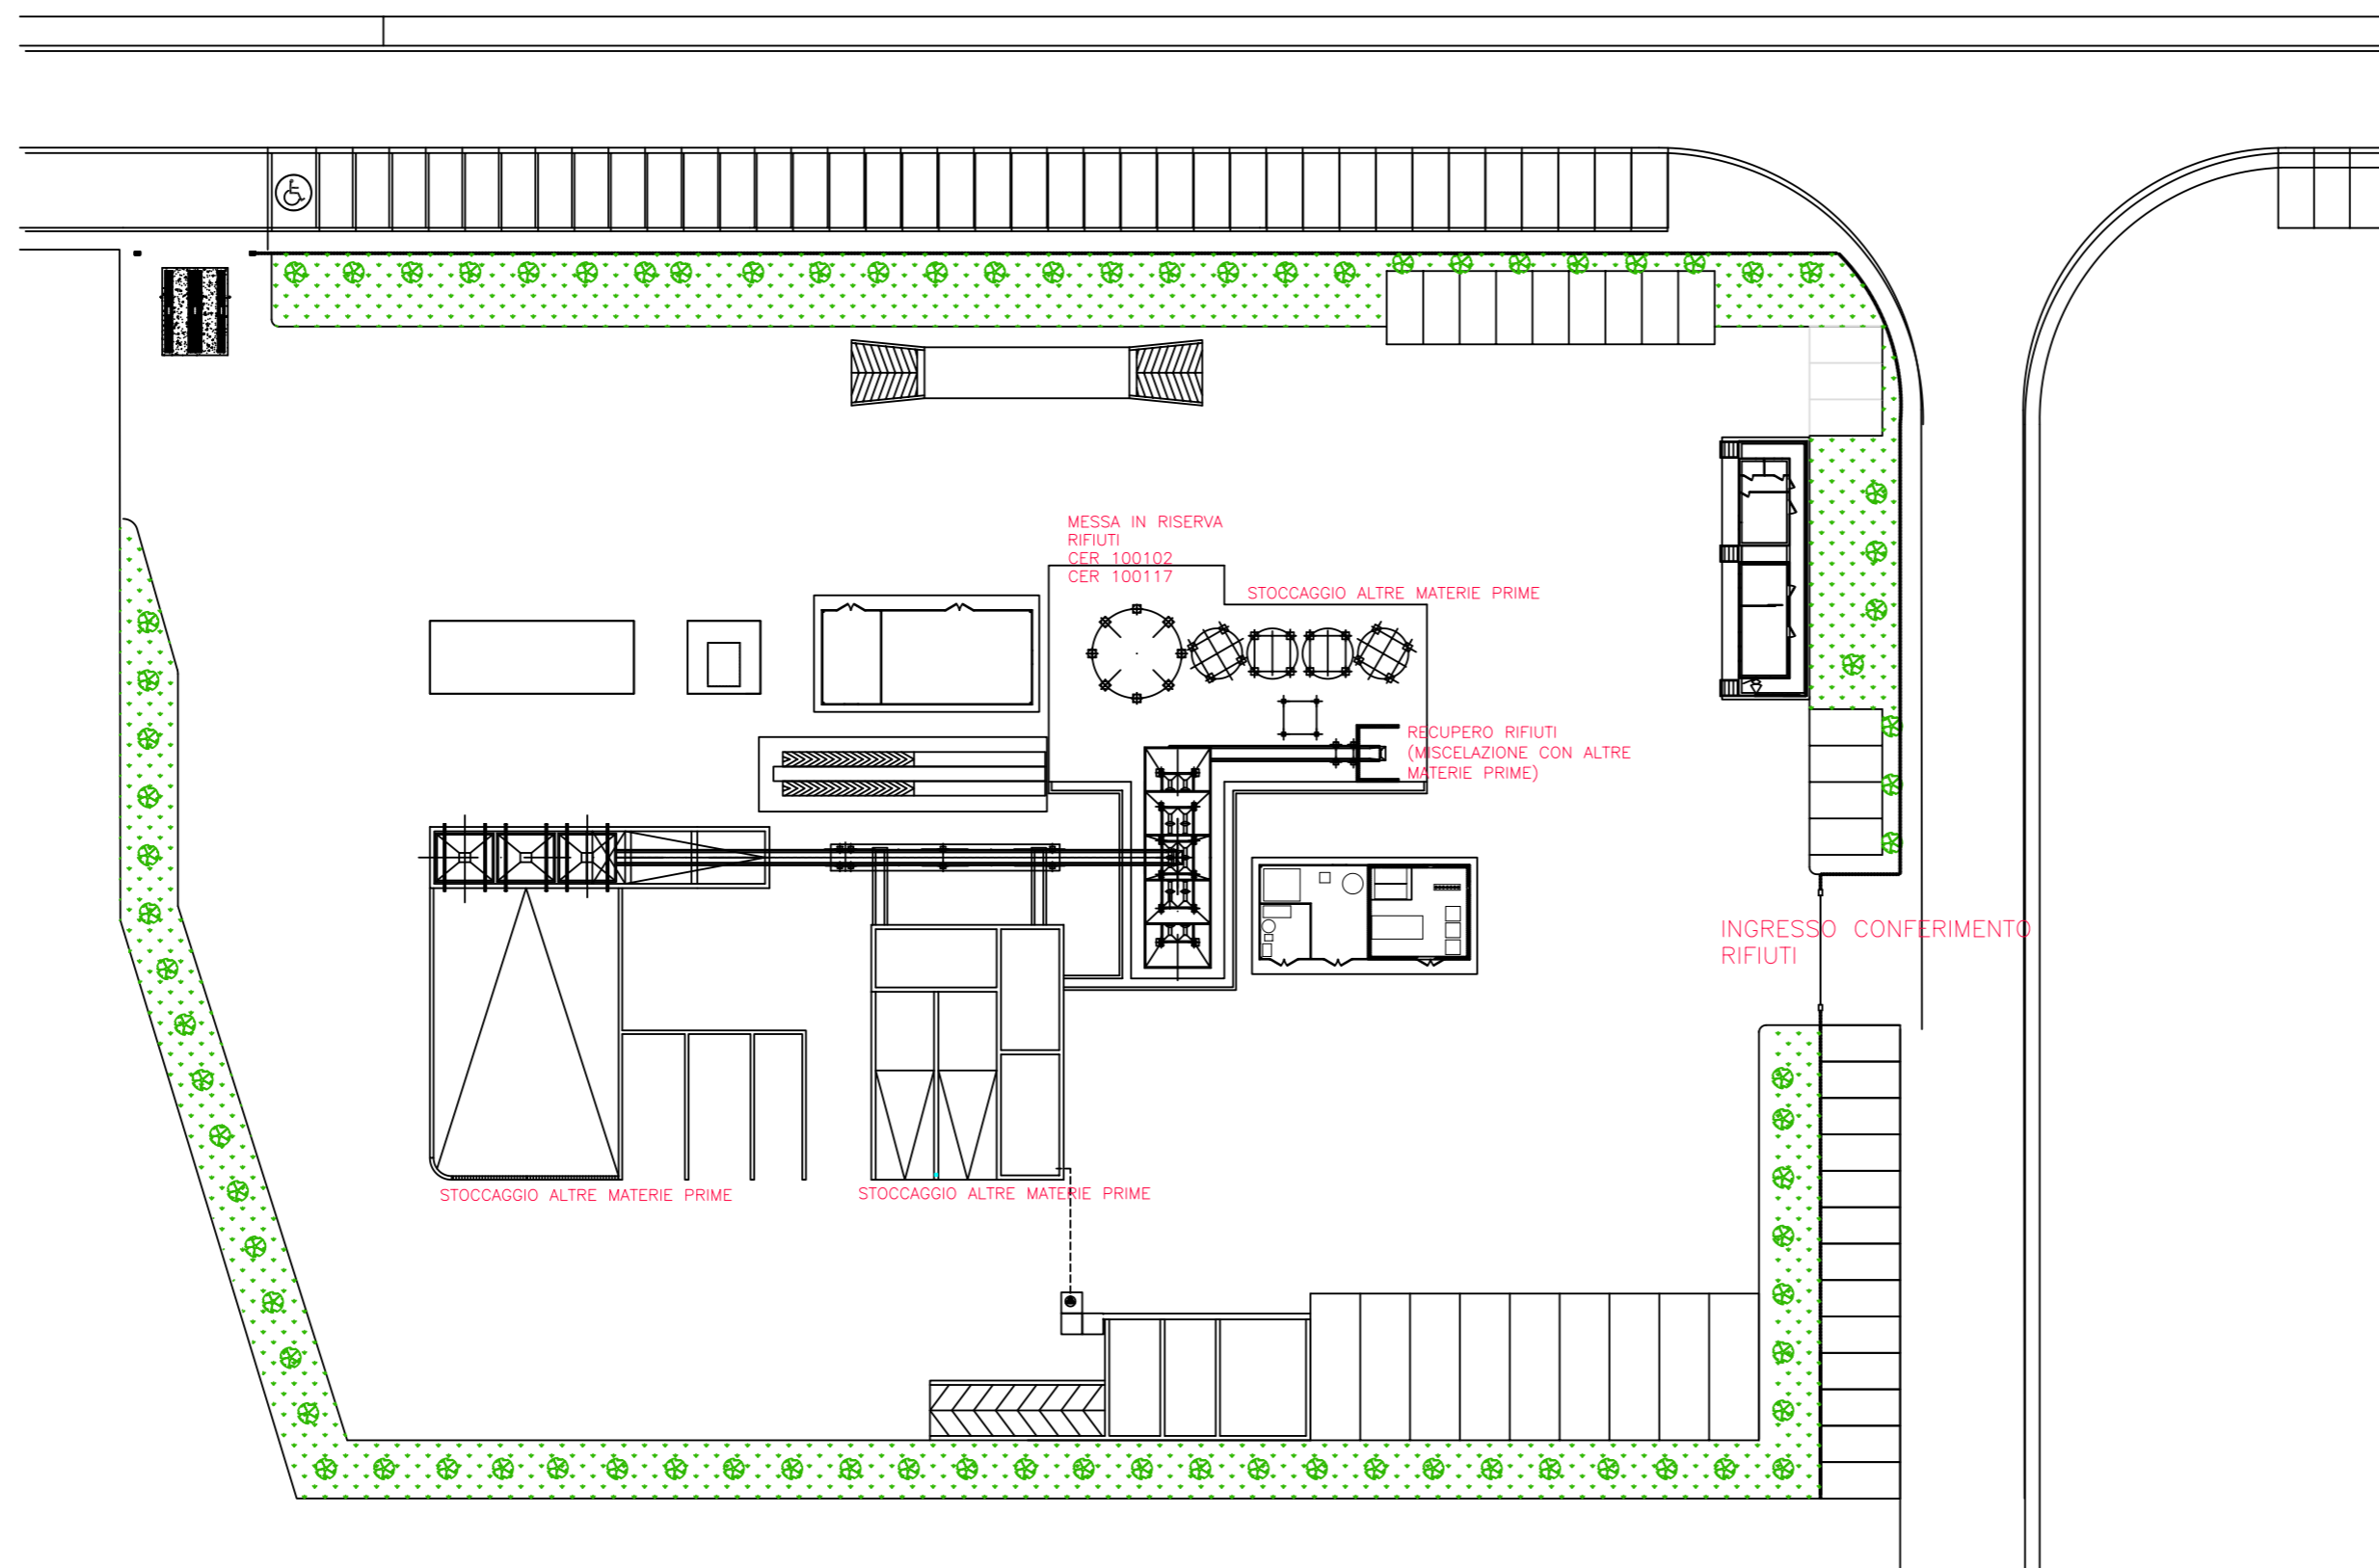 MESSA IN RISERVA
RIFIUTI
CER 100102
CER 100117
STOCCAGGIO ALTRE MATERIE PRIME
RECUPERO RIFIUTI
(MISCELAZIONE CON ALTRE
MATERIE PRIME)
INGRESSO CONFERIMENTO
RIFIUTI
STOCCAGGIO ALTRE MATERIE PRIME
STOCCAGGIO ALTRE MATERIE PRIME